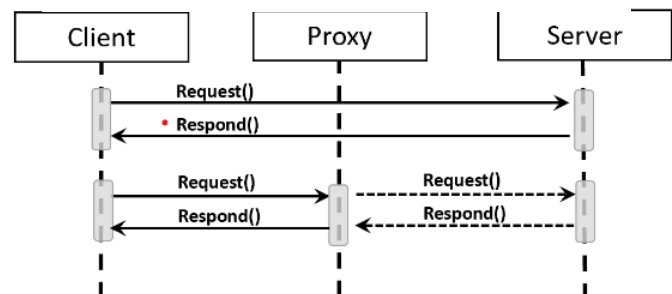 Client
Proxy
Server
Request()
Respond()
Request()
Request()
Respond()
Respond()